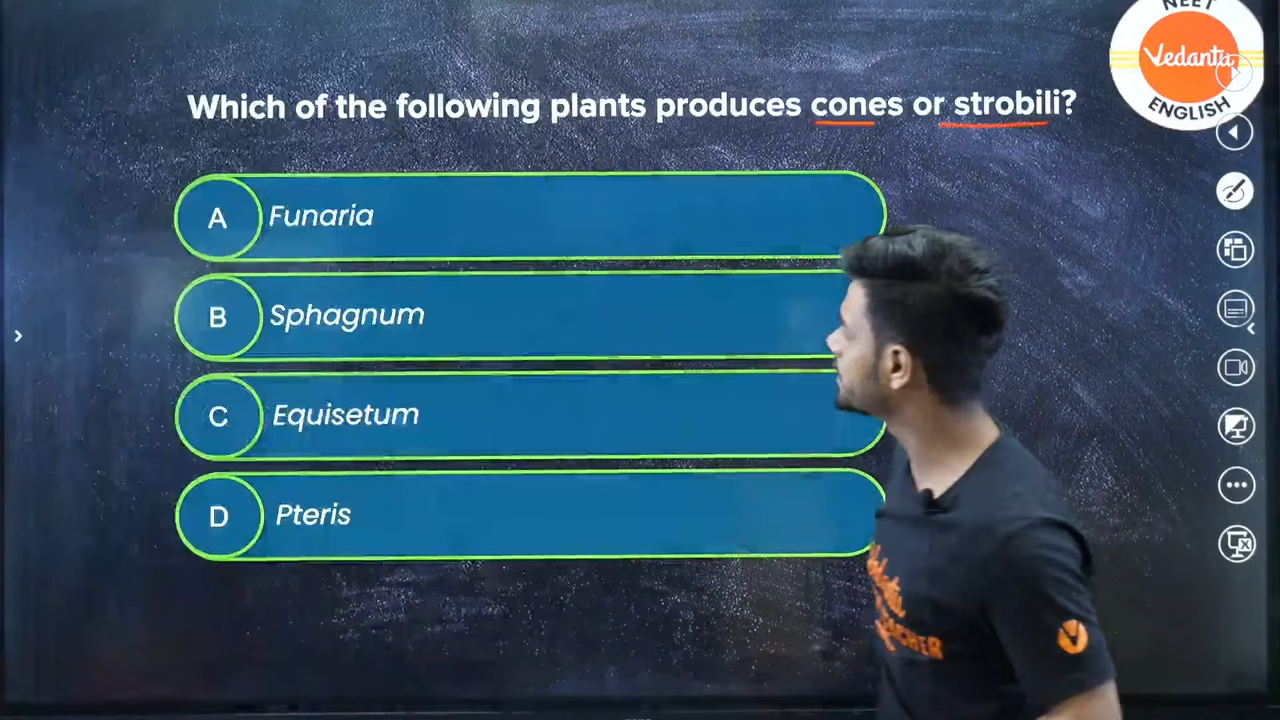 NEET
Vedantu
ENGLISH
Which of the following plants produces cones or strobili?
A Funaria
B Sphagnum
C Equisetum
D Pteris